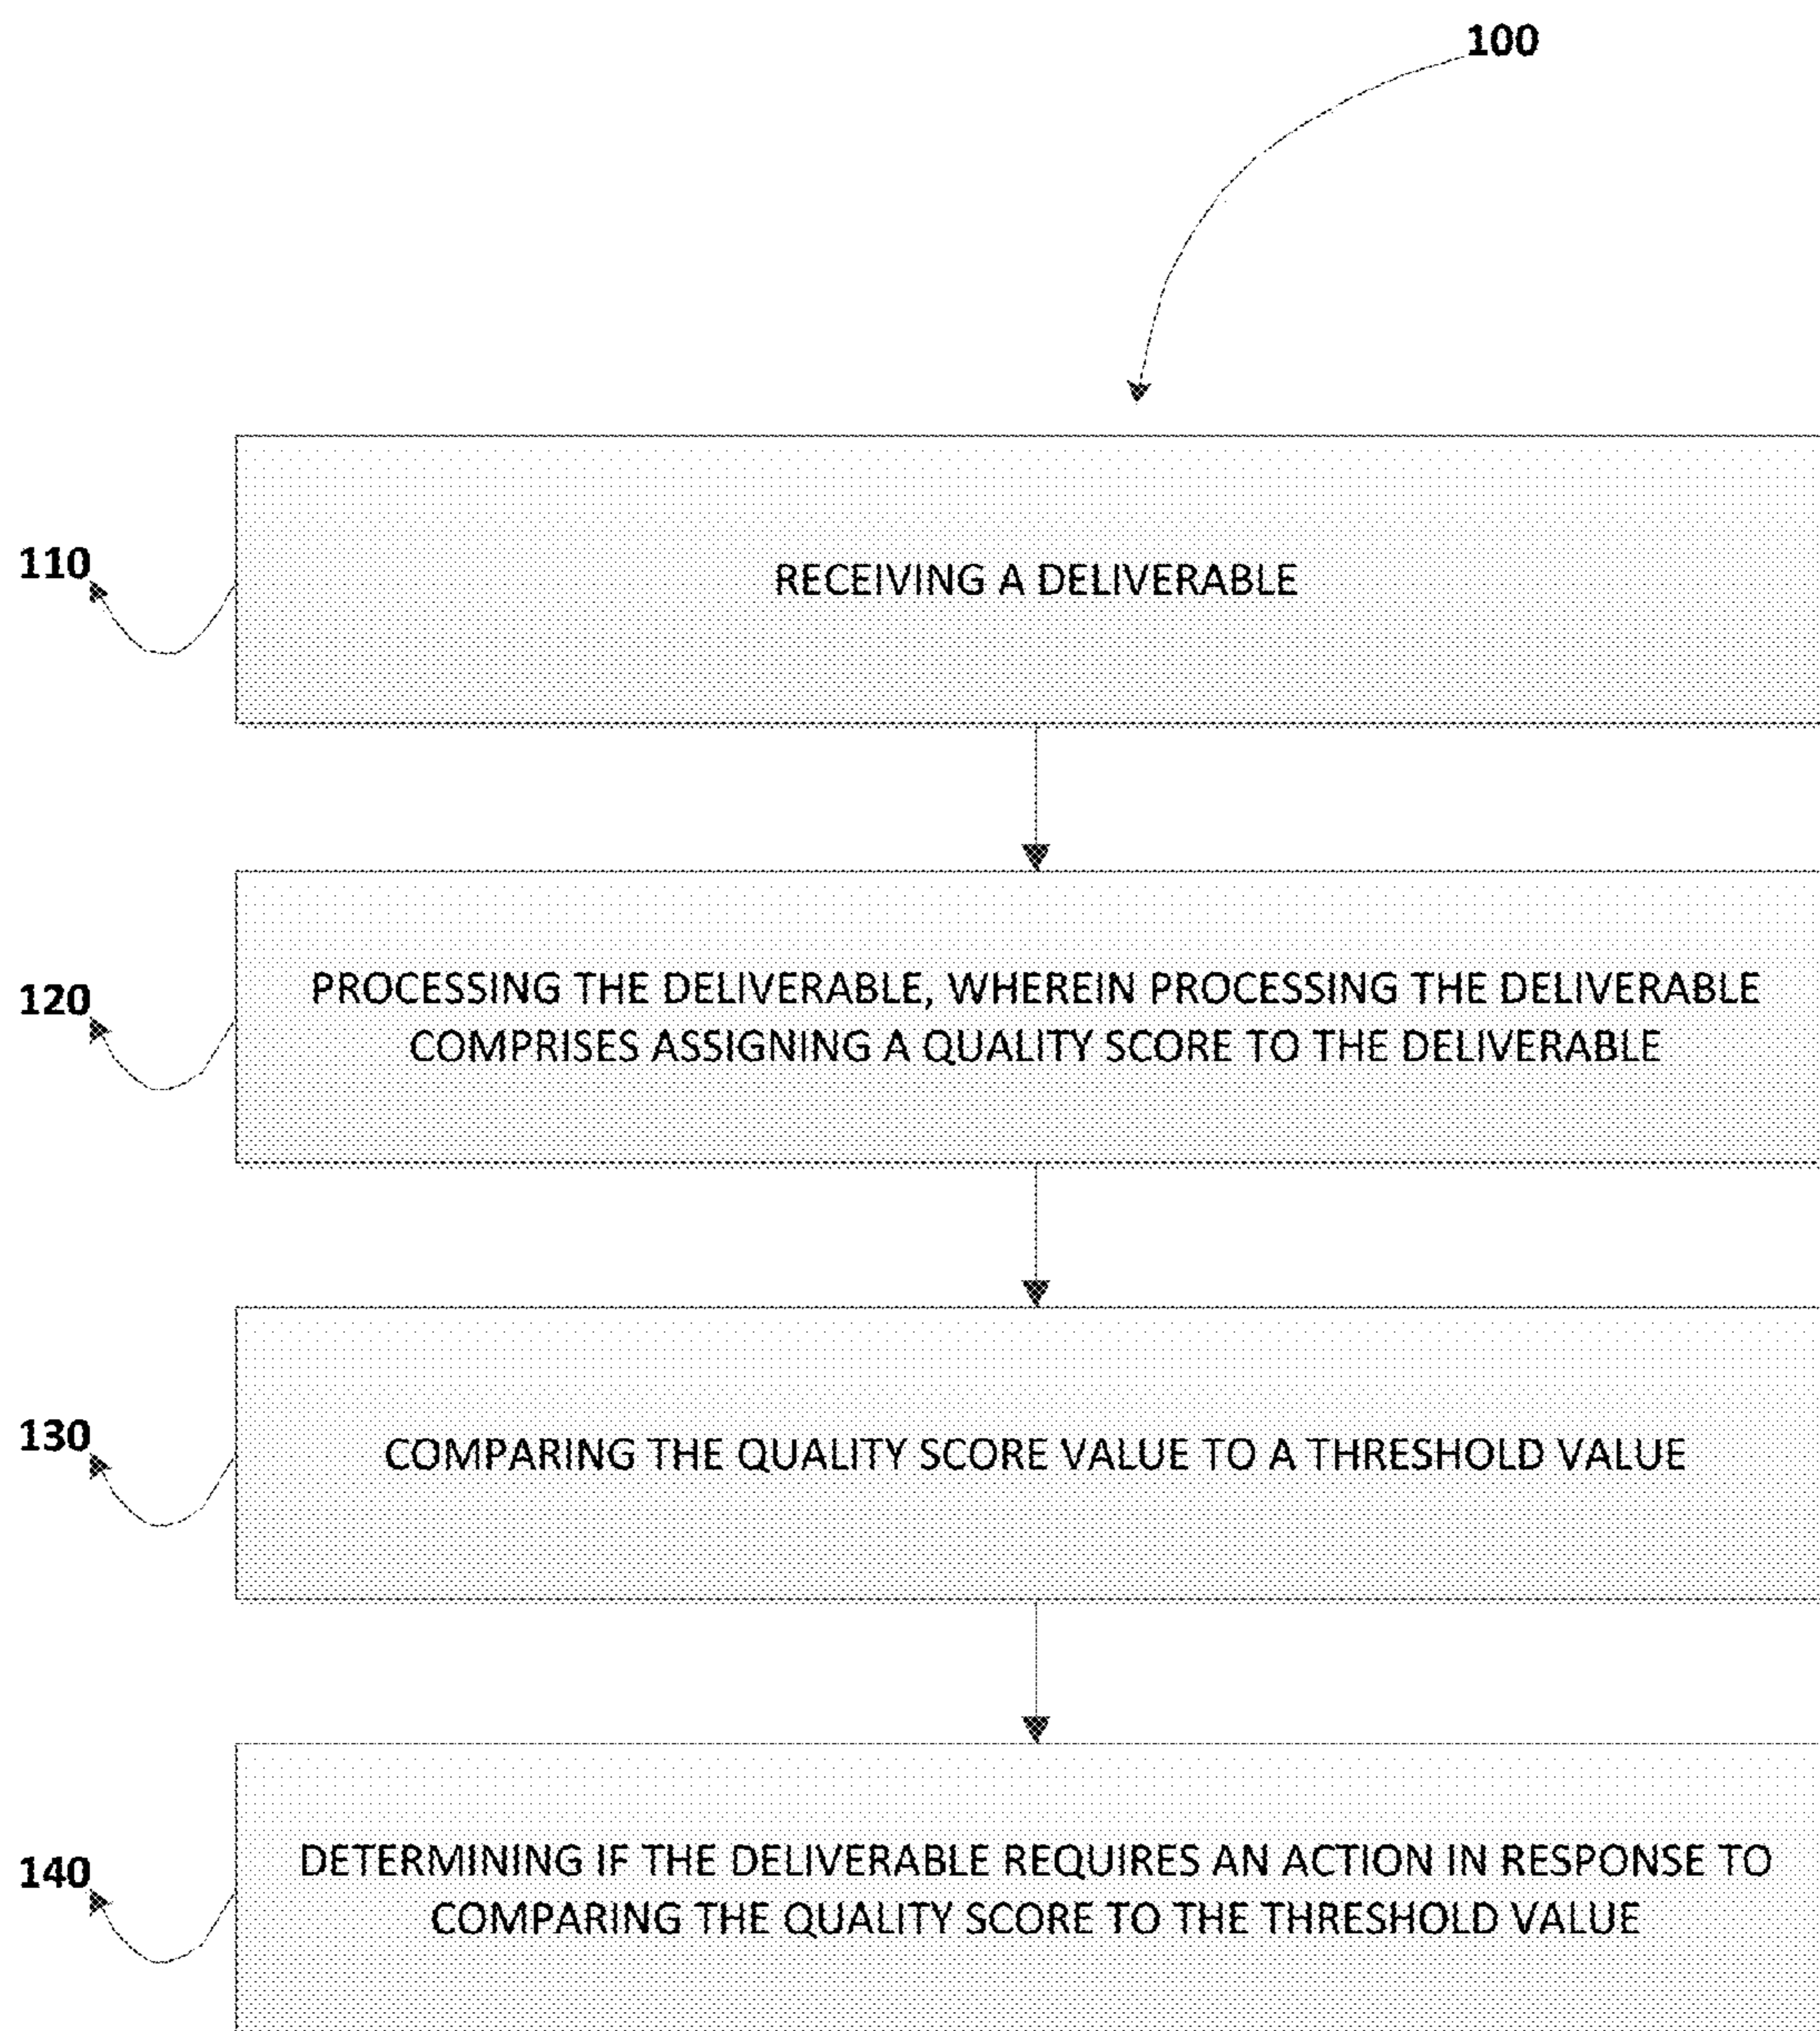 100
110
RECEIVING A DELIVERABLE
120
PROCESSING THE DELIVERABLE, WHEREIN PROCESSING THE DELIVERABLE
COMPRISES ASSIGNING A QUALITY SCORE TO THE DELIVERABLE
130
COMPARING THE QUALITY SCORE VALUE TO A THRESHOLD VALUE
140
DETERMINING IF THE DELIVERABLE REQUIRES AN ACTION IN RESPONSE TO
COMPARING THE QUALITY SCORE TO THE THRESHOLD VALUE